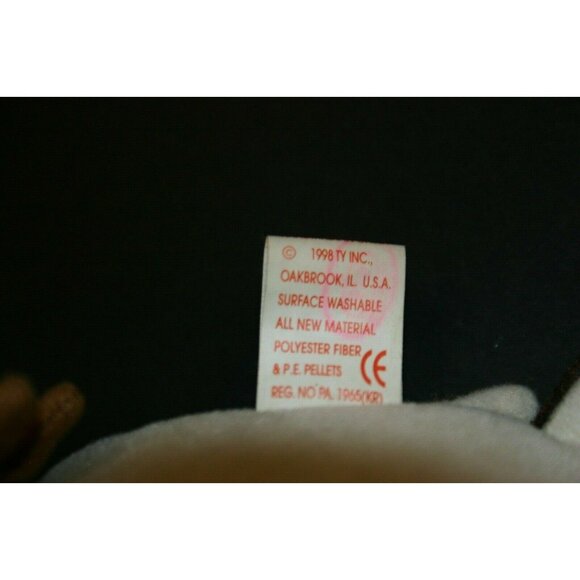 © 1998 TY INC.,
OAKBROOK, IL. U.S.A.
SURFACE WASHABLE
ALL NEW MATERIAL
POLYESTER FIBER
& P.E. PELLETS CE
REG. NO PA. 1965(KR)